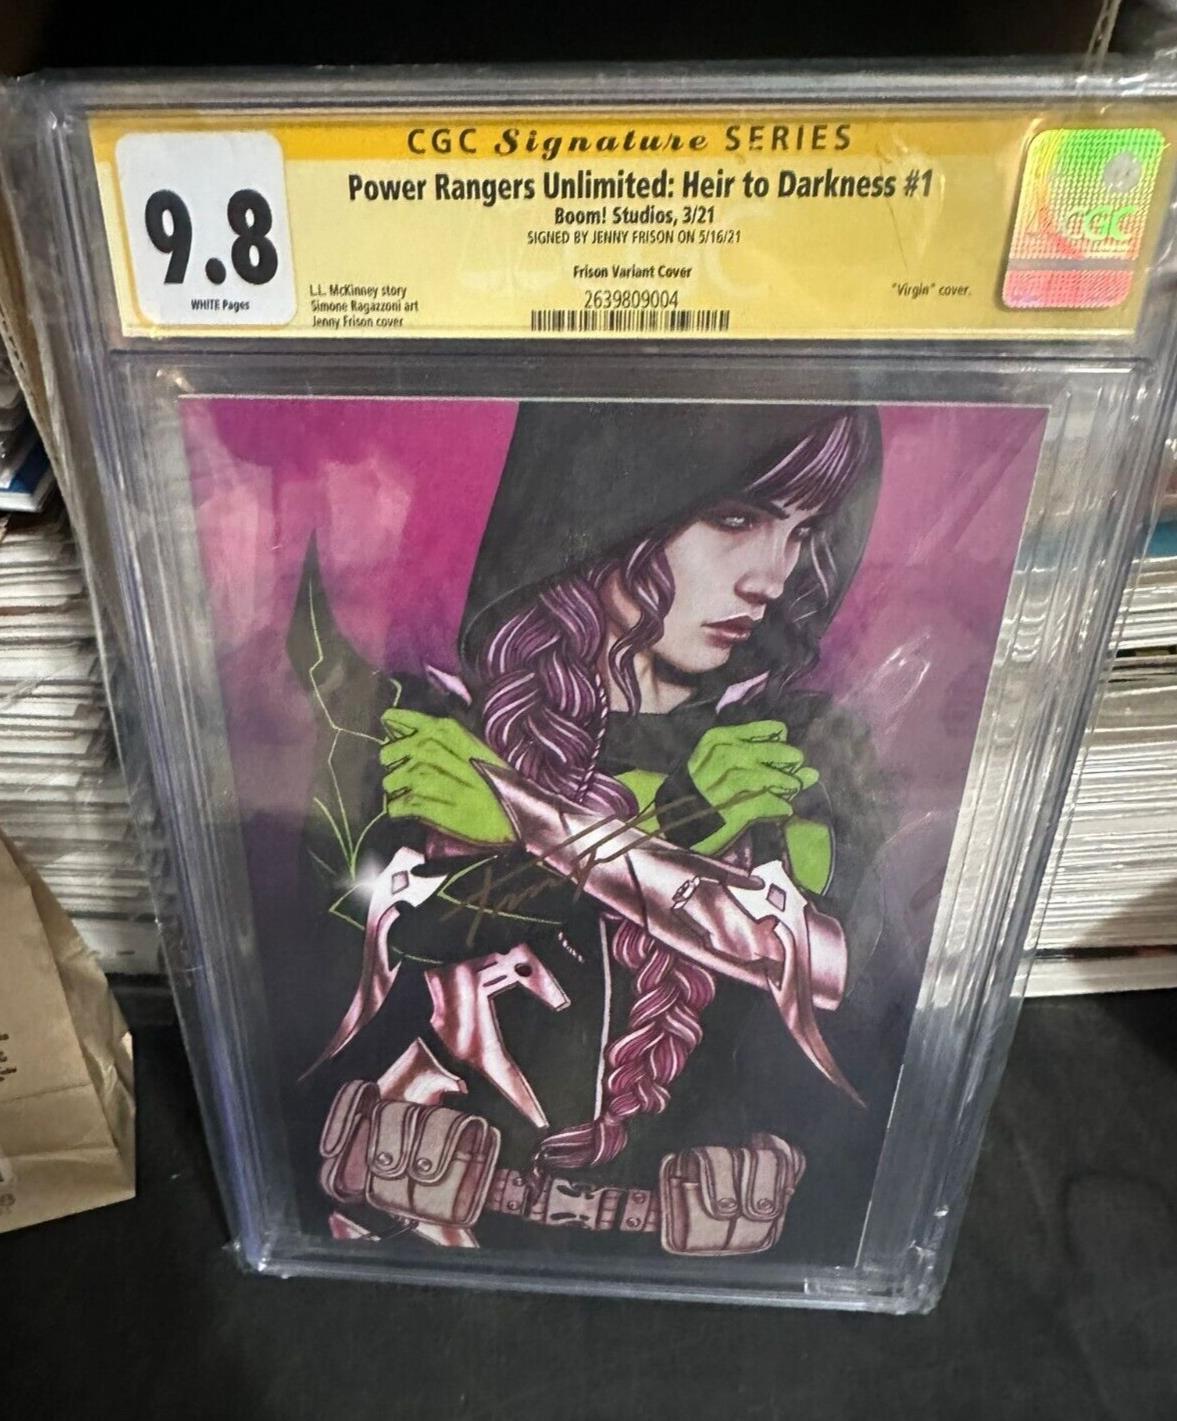 CGC Signature SERIES
Power Rangers Unlimited: Heir to Darkness #1
Boom! Studios, 3/21
SIGNED BY JENNY FRISON ON 5/16/21
9.8
WHITE Pages
Frison Variant Cover
L.L. McKinney story
Simone Ragazzoni art
Jenny Frison cover
2639809004
"Virgin" cover.
CGC